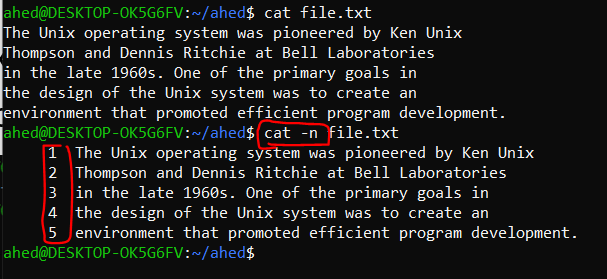 ahed@DESKTOP-OK5G6FV:~/ahed$ cat file.txt
The Unix operating system was pioneered by Ken Unix
Thompson and Dennis Ritchie at Bell Laboratories
in the late 1960s. One of the primary goals in
the design of the Unix system was to create an
environment that promoted efficient program development.
ahed@DESKTOP-OK5G6FV:~/ahed$ cat -n file.txt
1 The Unix operating system was pioneered by Ken Unix
2 Thompson and Dennis Ritchie at Bell Laboratories
3 in the late 1960s. One of the primary goals in
4 the design of the Unix system was to create an
5 environment that promoted efficient program development.
ahed@DESKTOP-OK5G6FV:~/ahed$